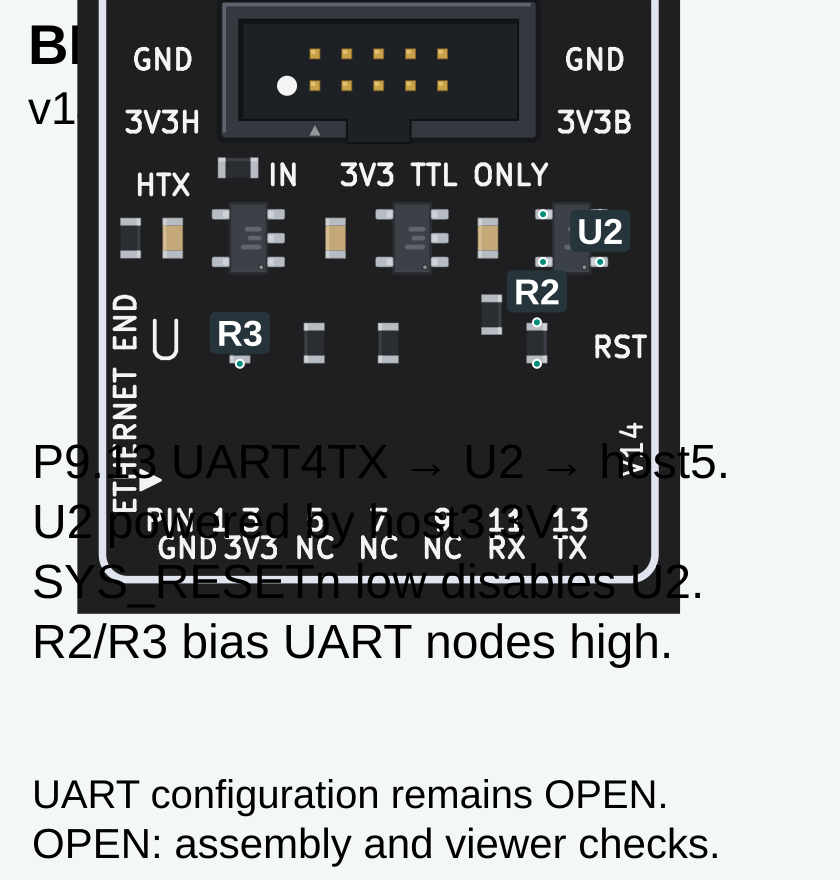 BI
v1
GND
GND
3V3H
3V3B
HTX
IN
3V3 TTL ONLY
U2
R2
R3
U
RST
ETHERNET END
v14
P9.13 UART4TX → U2 → host5.
U2 powered by host3 3V.
PIN 1 3 5 7 9 11 13
GND 3V3 NC NC NC RX TX
SYS_RESETn low disables U2.
R2/R3 bias UART nodes high.
UART configuration remains OPEN.
OPEN: assembly and viewer checks.